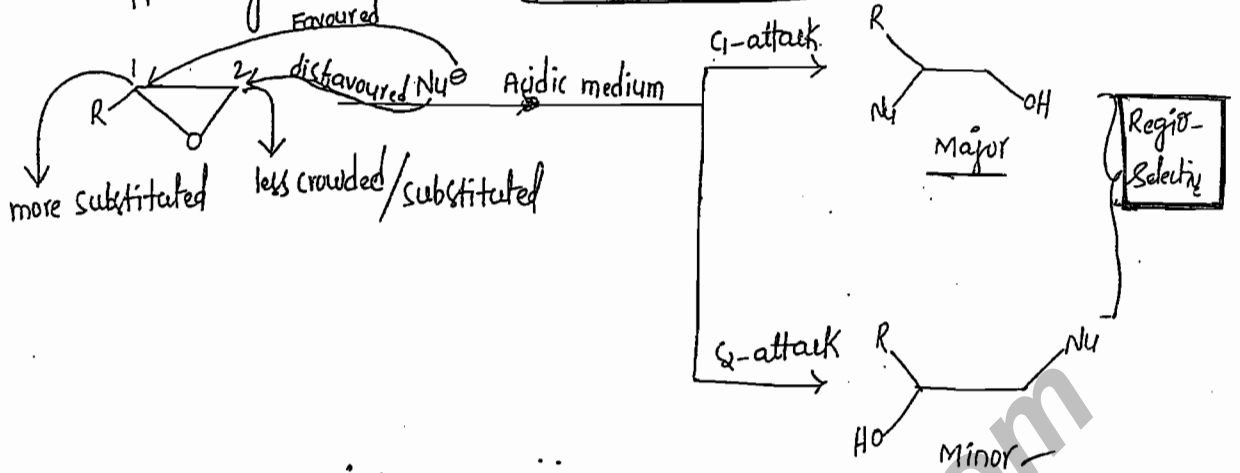 Favoured
1
2
disfavoured
Nu⊖
R
O
more substituted
less crowded/substituted
Acidic medium
C1-attack
R
Nu
OH
Major
Regio-
Selectiv
C2-attack
R
Nu
HO
Minor